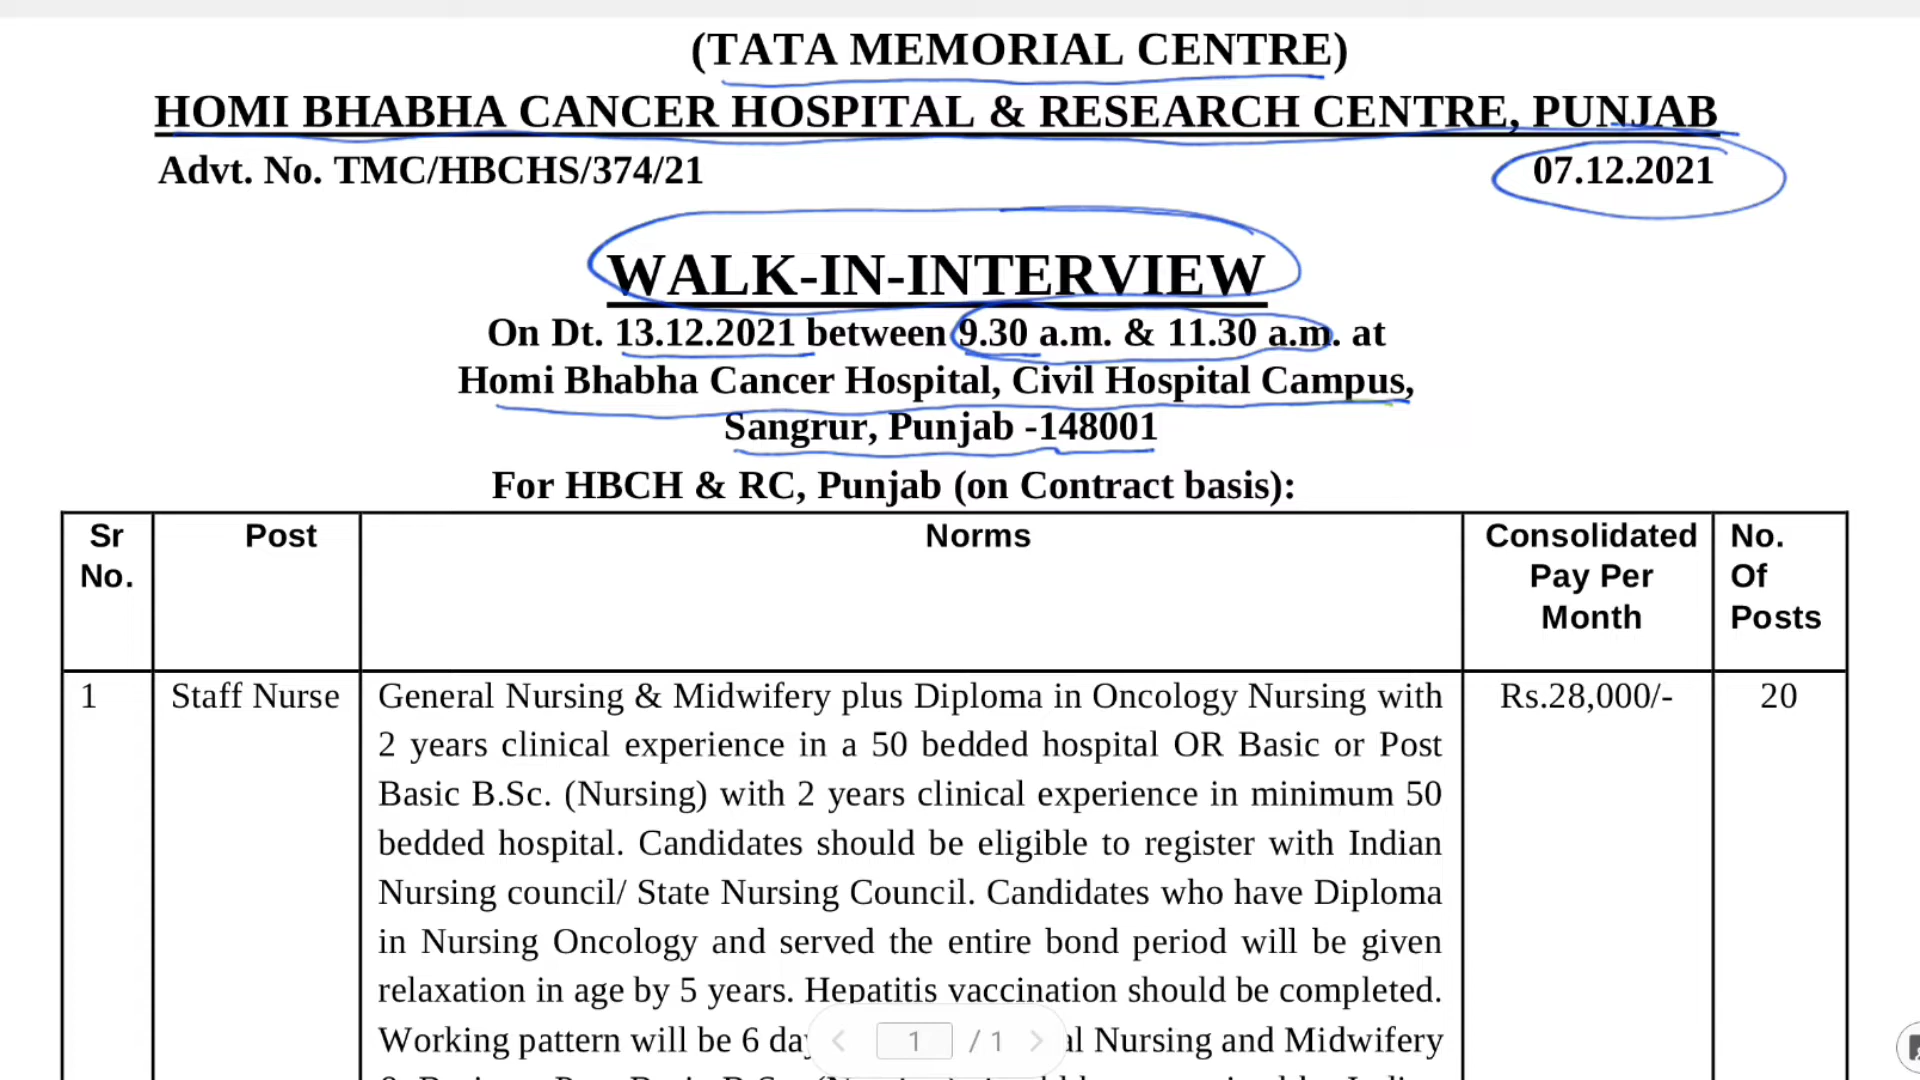 (TATA MEMORIAL CENTRE)
HOMI BHABHA CANCER HOSPITAL & RESEARCH CENTRE, PUNJAB
Advt. No. TMC/HBCHS/374/21 07.12.2021
WALK-IN-INTERVIEW
On Dt. 13.12.2021 between 9.30 a.m. & 11.30 a.m. at
Homi Bhabha Cancer Hospital, Civil Hospital Campus,
Sangrur, Punjab -148001
For HBCH & RC, Punjab (on Contract basis):
Sr No.
Post
Norms
Consolidated
Pay Per
Month
No.
Of
Posts
1
Staff Nurse
General Nursing & Midwifery plus Diploma in Oncology Nursing with
2 years clinical experience in a 50 bedded hospital OR Basic or Post
Basic B.Sc. (Nursing) with 2 years clinical experience in minimum 50
bedded hospital. Candidates should be eligible to register with Indian
Nursing council/ State Nursing Council. Candidates who have Diploma
in Nursing Oncology and served the entire bond period will be given
relaxation in age by 5 years. Hepatitis vaccination should be completed.
Working pattern will be 6 Nursing and Midwifery
Rs.28,000/-
20
1 / 1